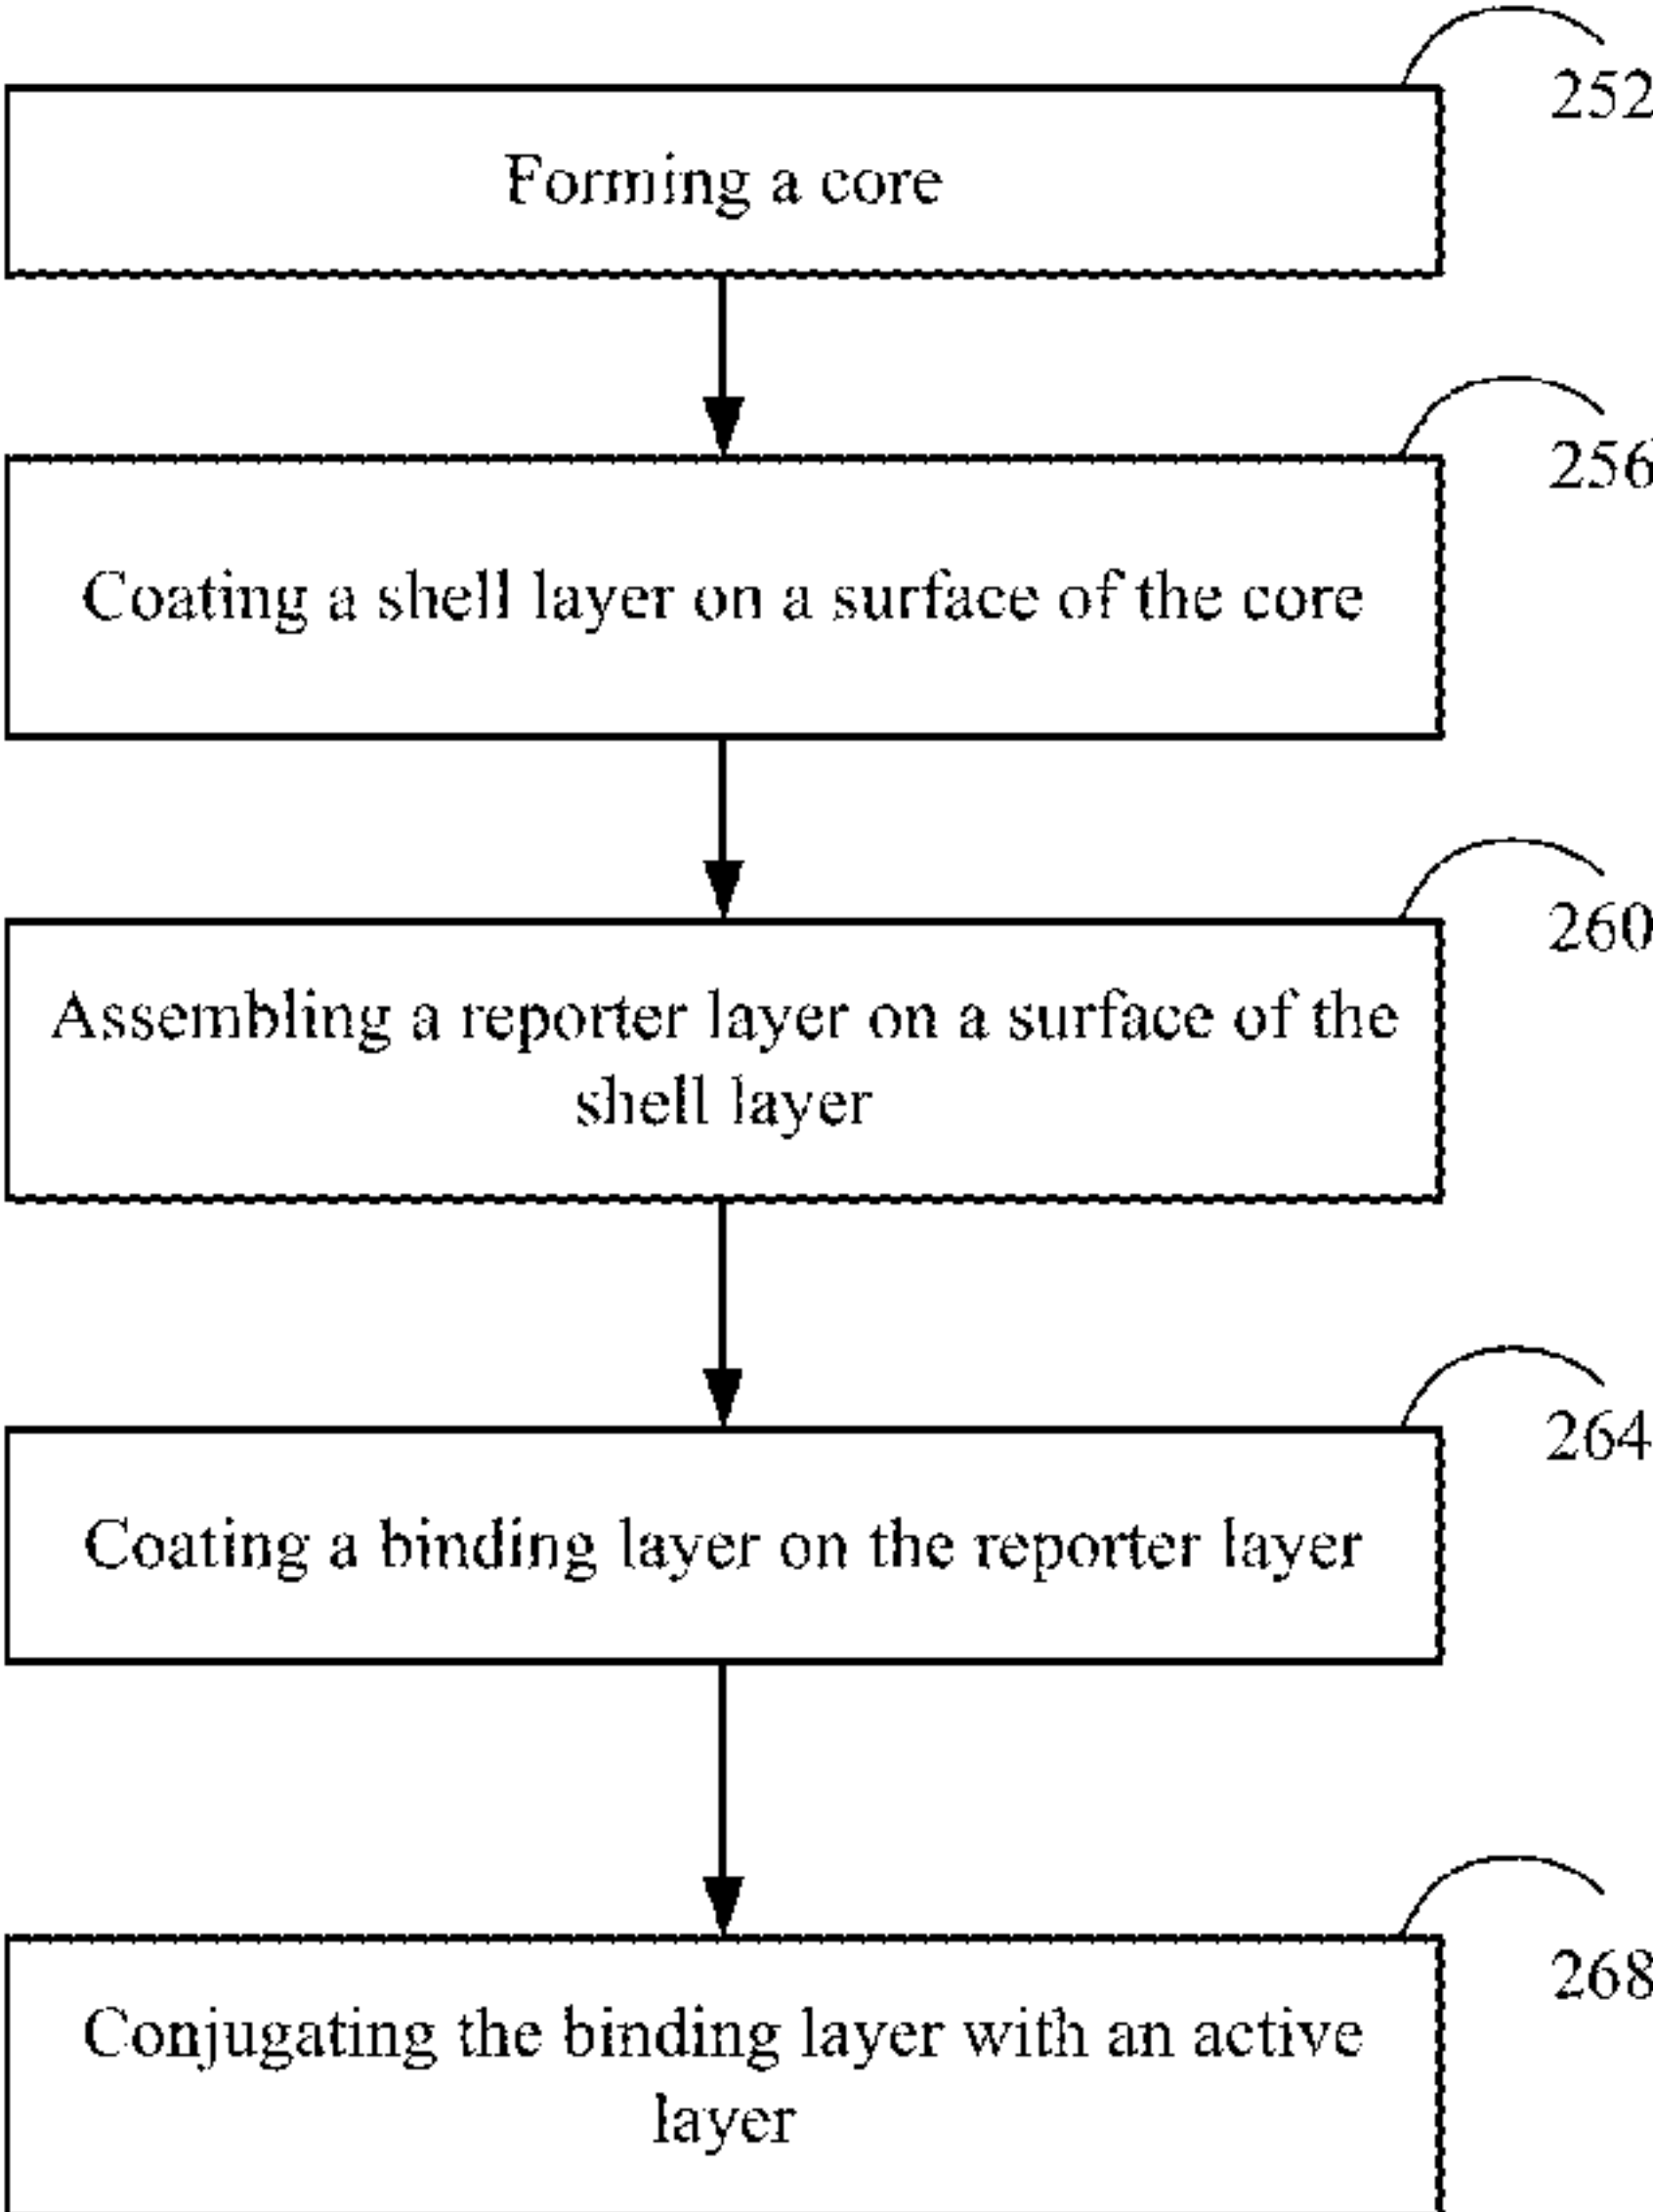 252
Forming a core
256
Coating a shell layer on a surface of the core
260
Assembling a reporter layer on a surface of the
shell layer
264
Coating a binding layer on the reporter layer
268
Conjugating the binding layer with an active
layer